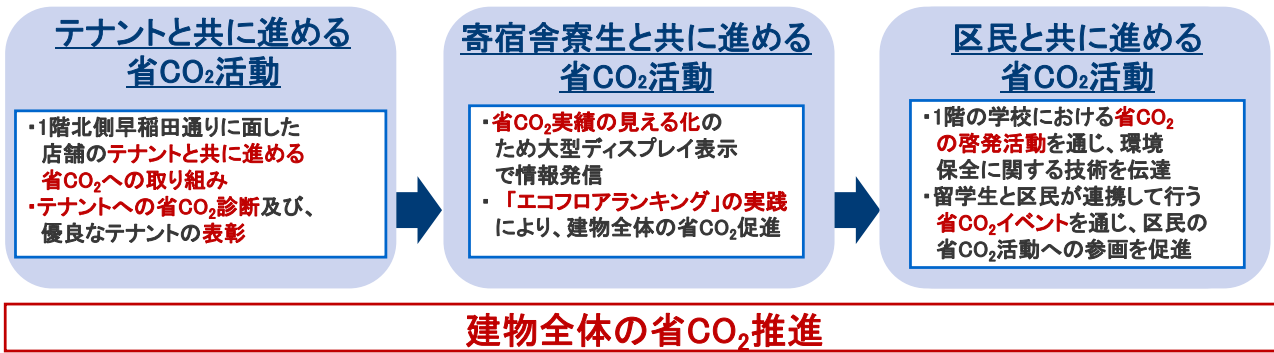 テナントと共に進める
省CO₂活動
・1階北側早稲田通りに面した
店舗のテナントと共に進める
省CO₂への取り組み
・テナントへの省CO₂診断及び、
優良なテナントの表彰
寄宿舎寮生と共に進める
省CO₂活動
・省CO₂実績の見える化の
ため大型ディスプレイ表示
で情報発信
・「エコフロアランキング」の実践
により、建物全体の省CO₂促進
区民と共に進める
省CO₂活動
・1階の学校における省CO₂
の啓発活動を通じ、環境
保全に関する技術を伝達
・留学生と区民が連携して行う
省CO₂イベントを通じ、区民の
省CO₂活動への参画を促進
建物全体の省CO₂推進